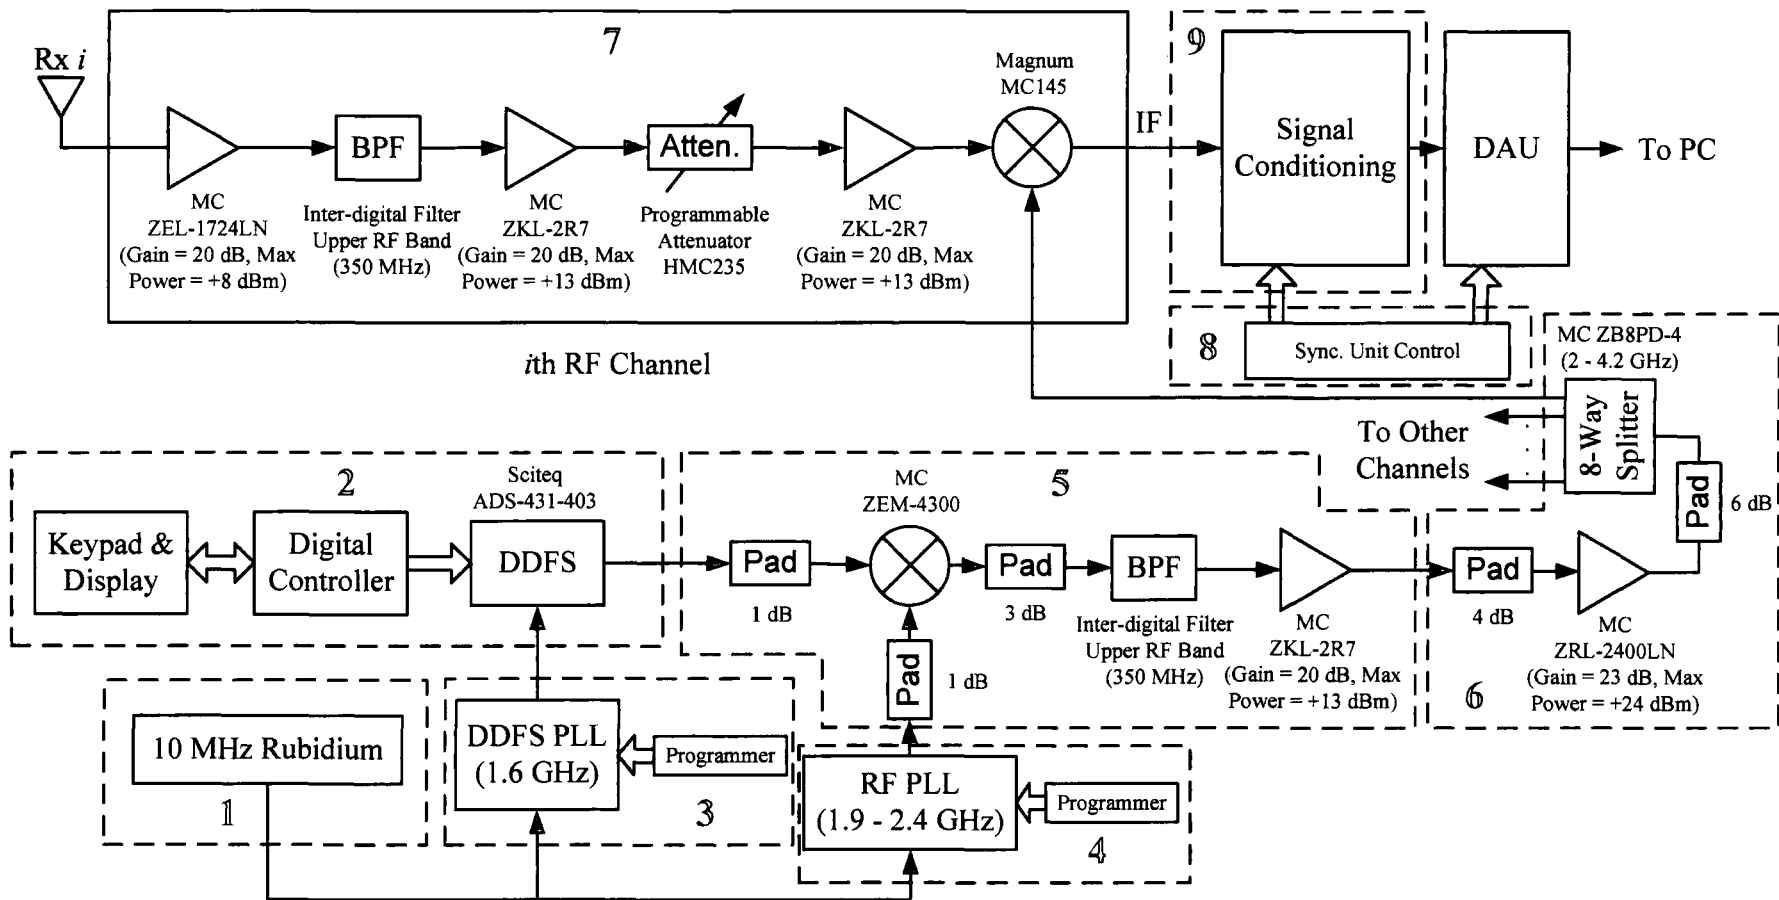 7
Rx i
MC
ZEL-1724LN
(Gain = 20 dB, Max
Power = +8 dBm)
BPF
Inter-digital Filter
Upper RF Band
(350 MHz)
MC
ZKL-2R7
(Gain = 20 dB, Max
Power = +13 dBm)
Atten.
Programmable
Attenuator
HMC235
MC
ZKL-2R7
(Gain = 20 dB, Max
Power = +13 dBm)
Magnum
MC145
IF
9
Signal
Conditioning
DAU
To PC
ith RF Channel
8
Sync. Unit Control
MC ZB8PD-4
(2 - 4.2 GHz)
8-Way
Splitter
To Other
Channels
Pad
6 dB
2
Sciteq
ADS-431-403
Keypad &
Display
Digital
Controller
DDFS
5
MC
ZEM-4300
Pad
1 dB
Pad
3 dB
BPF
Inter-digital Filter
Upper RF Band
(350 MHz)
MC
ZKL-2R7
(Gain = 20 dB, Max
Power = +13 dBm)
Pad
1 dB
Pad
4 dB
MC
ZRL-2400LN
(Gain = 23 dB, Max
Power = +24 dBm)
6
10 MHz Rubidium
1
DDFS PLL
(1.6 GHz)
Programmer
3
RF PLL
(1.9 - 2.4 GHz)
Programmer
4